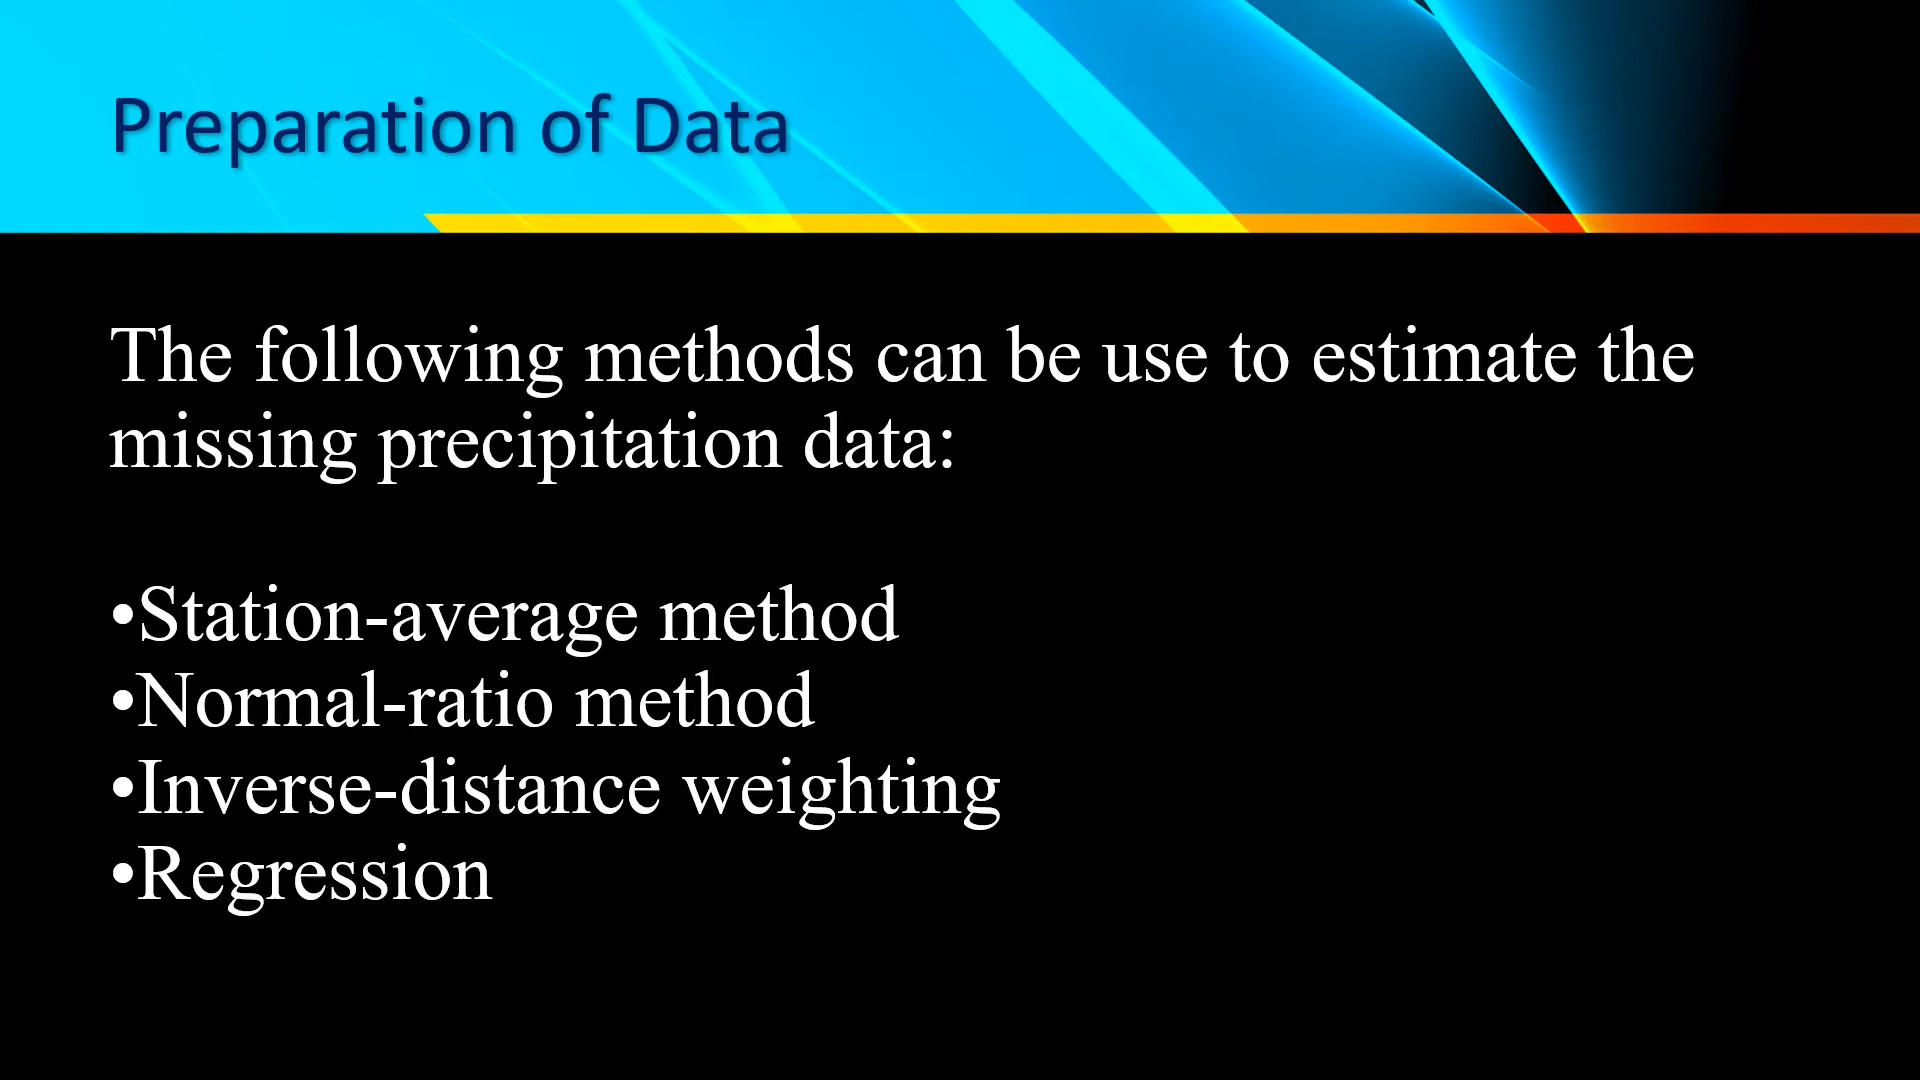 Preparation of Data
The following methods can be use to estimate the
missing precipitation data:
•Station-average method
•Normal-ratio method
•Inverse-distance weighting
•Regression